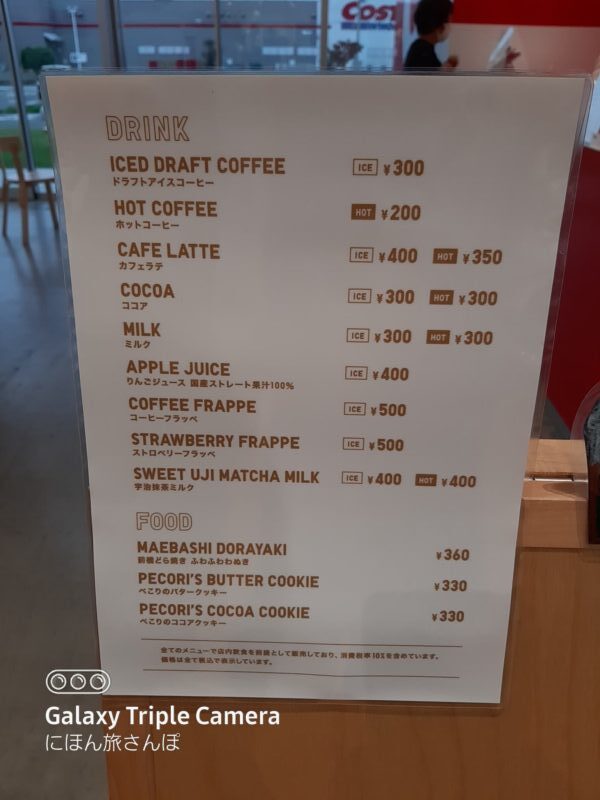 COST
DRINK
ICED DRAFT COFFEE ICE ¥300
ドラフトアイスコーヒー
HOT COFFEE HOT ¥200
ホットコーヒー
CAFE LATTE ICE ¥400 HOT ¥350
カフェラテ
COCOA ICE ¥300 HOT ¥300
ココア
MILK ICE ¥300 HOT ¥300
ミルク
APPLE JUICE ICE ¥400
りんごジュース 国産ストレート果汁100%
COFFEE FRAPPE ICE ¥500
コーヒーフラッペ
STRAWBERRY FRAPPE ICE ¥500
ストロベリーフラッペ
SWEET UJI MATCHA MILK ICE ¥400 HOT ¥400
宇治抹茶ミルク
FOOD
MAEBASHI DORAYAKI ¥360
前橋どら焼き ふわふわわぬき
PECORI'S BUTTER COOKIE ¥330
ぺこりのバタークッキー
PECORI'S COCOA COOKIE ¥330
ぺこりのココアクッキー
全てのメニューで店内飲食を前提として販売しており、消費税率10%を含めています。
価格は全て税込で表示しています。
Galaxy Triple Camera
にほん旅さんぽ